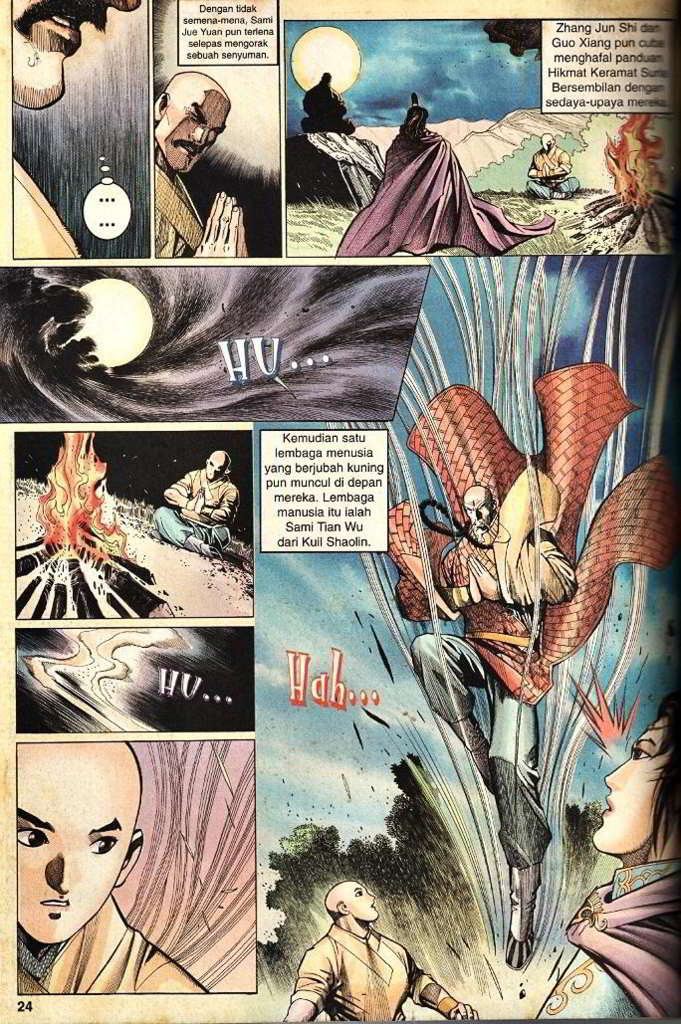 Dengan tidak
semena-mena, Sami
Jue Yuan pun terlena
selepas mengorak
sebuah senyuman.
Zhang Jun Shi dan
Guo Xiang pun cuba
menghafal panduan
Hikmat Keramat Suria
Bersembilan dengan
sedaya-upaya mereka.
...
...
HU...
Kemudian satu
lembaga menusia
yang berjubah kuning
pun muncul di depan
mereka. Lembaga
manusia itu ialah
Sami Tian Wu
dari Kuil Shaolin.
HU...
Hah...
24